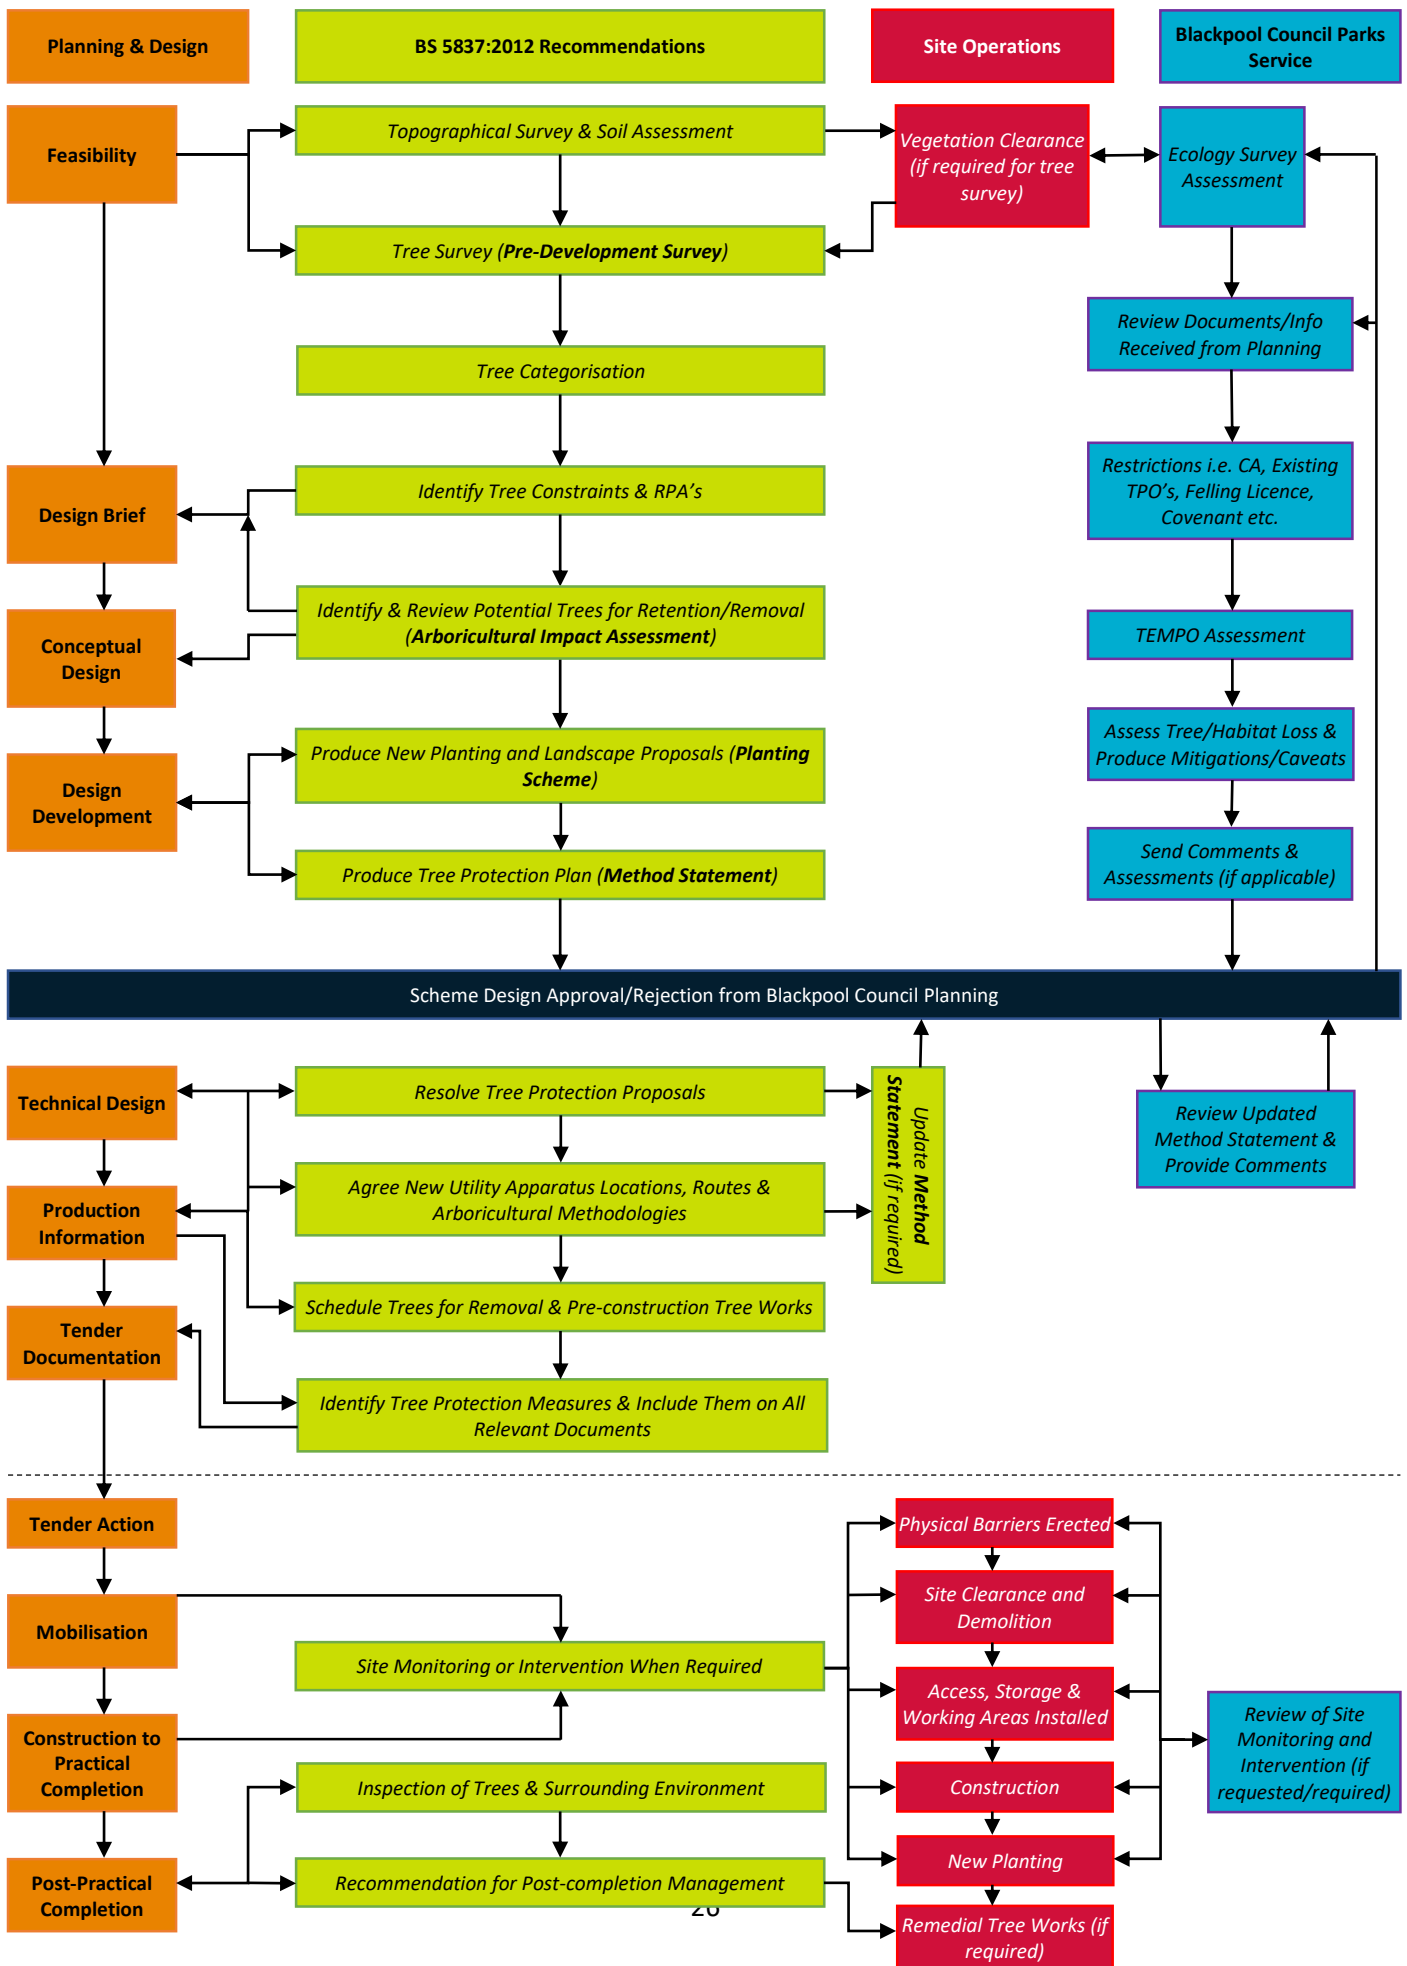 Planning & Design
BS 5837:2012 Recommendations
Site Operations
Blackpool Council Parks
Service
Feasibility
Topographical Survey & Soil Assessment
Vegetation Clearance
(if required for tree
survey)
Ecology Survey
Assessment
Tree Survey (Pre-Development Survey)
Review Documents/Info
Received from Planning
Tree Categorisation
Design Brief
Identify Tree Constraints & RPA’s
Restrictions i.e. CA, Existing
TPO’s, Felling Licence,
Covenant etc.
Conceptual
Design
Identify & Review Potential Trees for Retention/Removal
(Arboricultural Impact Assessment)
TEMPO Assessment
Design
Development
Produce New Planting and Landscape Proposals (Planting
Scheme)
Assess Tree/Habitat Loss &
Produce Mitigations/Caveats
Produce Tree Protection Plan (Method Statement)
Send Comments &
Assessments (if applicable)
Scheme Design Approval/Rejection from Blackpool Council Planning
Technical Design
Resolve Tree Protection Proposals
Update Method
Statement (if required)
Review Updated
Method Statement &
Provide Comments
Production
Information
Agree New Utility Apparatus Locations, Routes &
Arboricultural Methodologies
Schedule Trees for Removal & Pre-construction Tree Works
Tender
Documentation
Identify Tree Protection Measures & Include Them on All
Relevant Documents
Tender Action
Physical Barriers Erected
Mobilisation
Site Clearance and
Demolition
Site Monitoring or Intervention When Required
Access, Storage &
Working Areas Installed
Review of Site
Monitoring and
Intervention (if
requested/required)
Construction to
Practical
Completion
Inspection of Trees & Surrounding Environment
Construction
New Planting
Post-Practical
Completion
Recommendation for Post-completion Management
26
Remedial Tree Works (if
required)